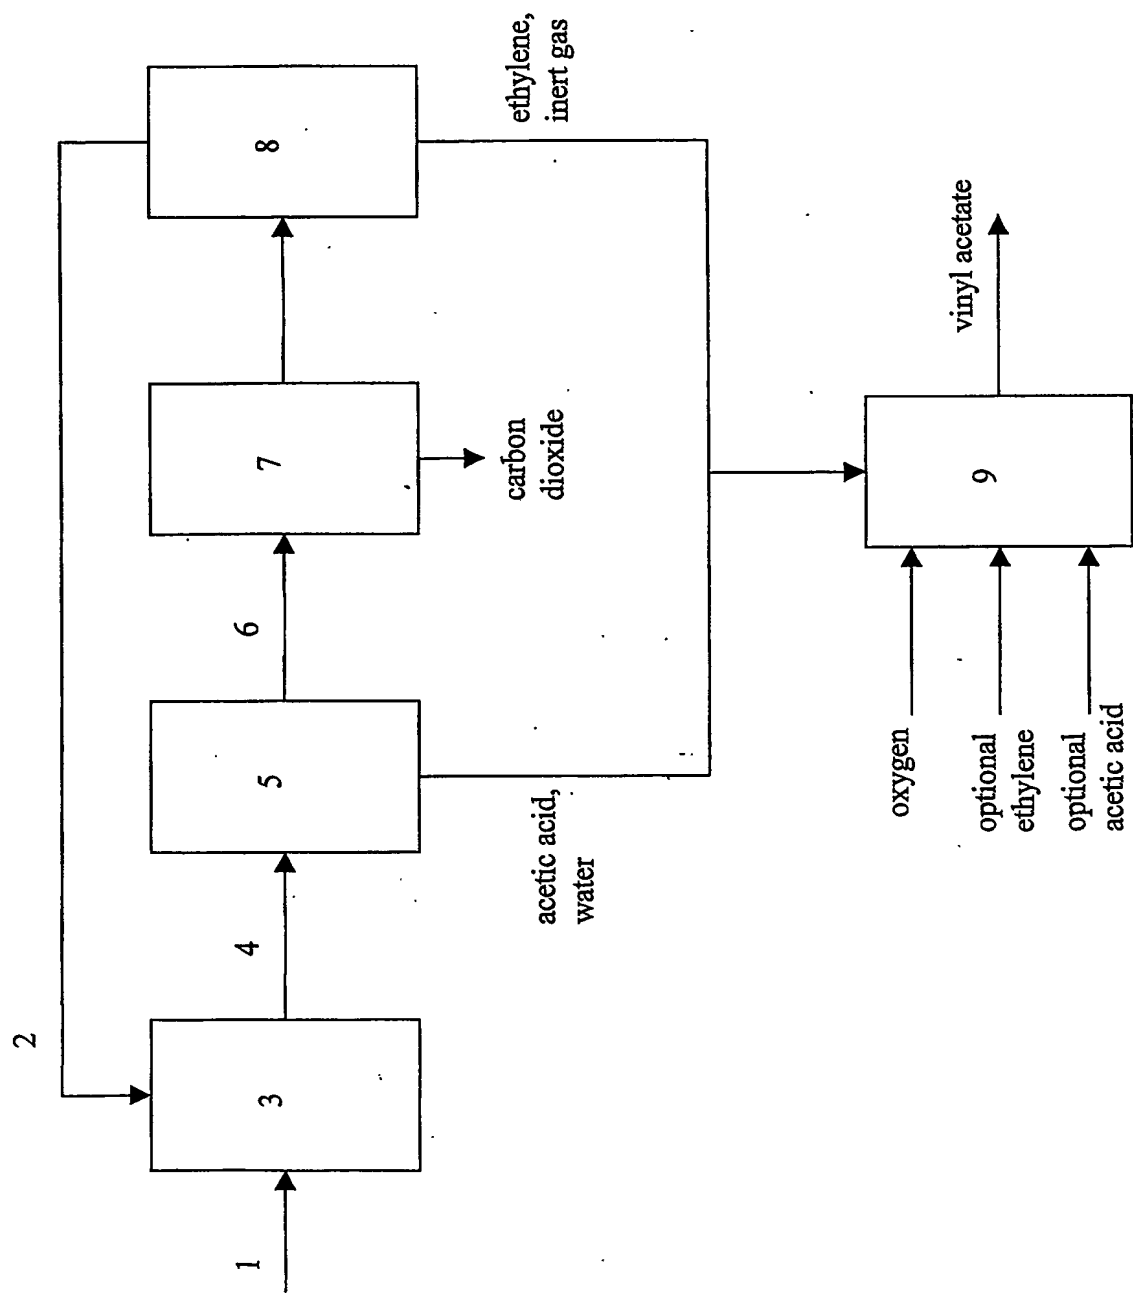 2
1
3
4
5
6
7
8
acetic acid,
water
carbon
dioxide
ethylene,
inert gas
oxygen
optional
ethylene
optional
acetic acid
9
vinyl acetate